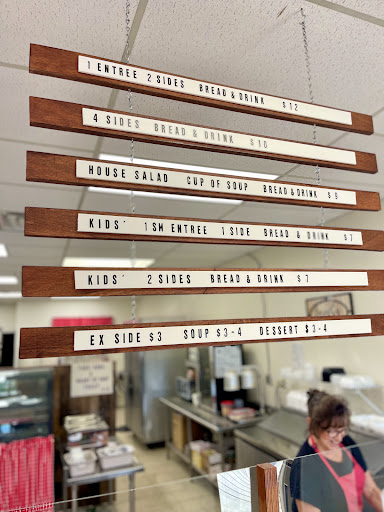 1 ENTREE 2 SIDES BREAD & DRINK $12
4 SIDES BREAD & DRINK $10
HOUSE SALAD CUP OF SOUP BREAD & DRINK $9
KIDS' 1 SM ENTREE 1 SIDE BREAD & DRINK $7
KIDS' 2 SIDES BREAD & DRINK $7
EX SIDE $3 SOUP $3-4 DESSERT $3-4